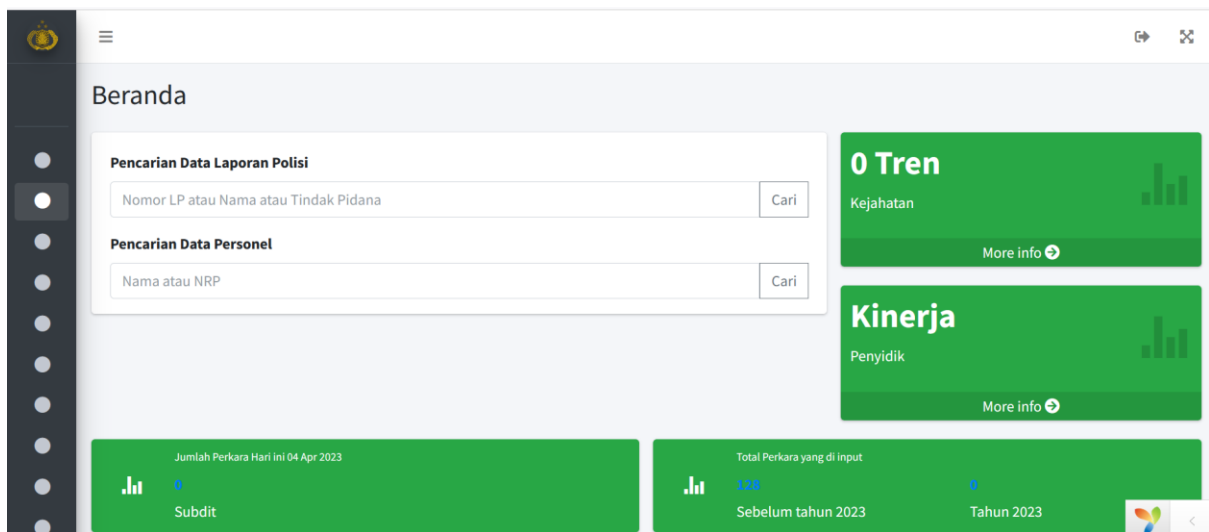 Beranda
Pencarian Data Laporan Polisi
Nomor LP atau Nama atau Tindak Pidana
Cari
Pencarian Data Personel
Nama atau NRP
Cari
0 Tren
Kejahatan
More info
Kinerja
Penyidik
More info
Jumlah Perkara Hari ini 04 Apr 2023
0
Subdit
Total Perkara yang di input
128 0
Sebelum tahun 2023 Tahun 2023